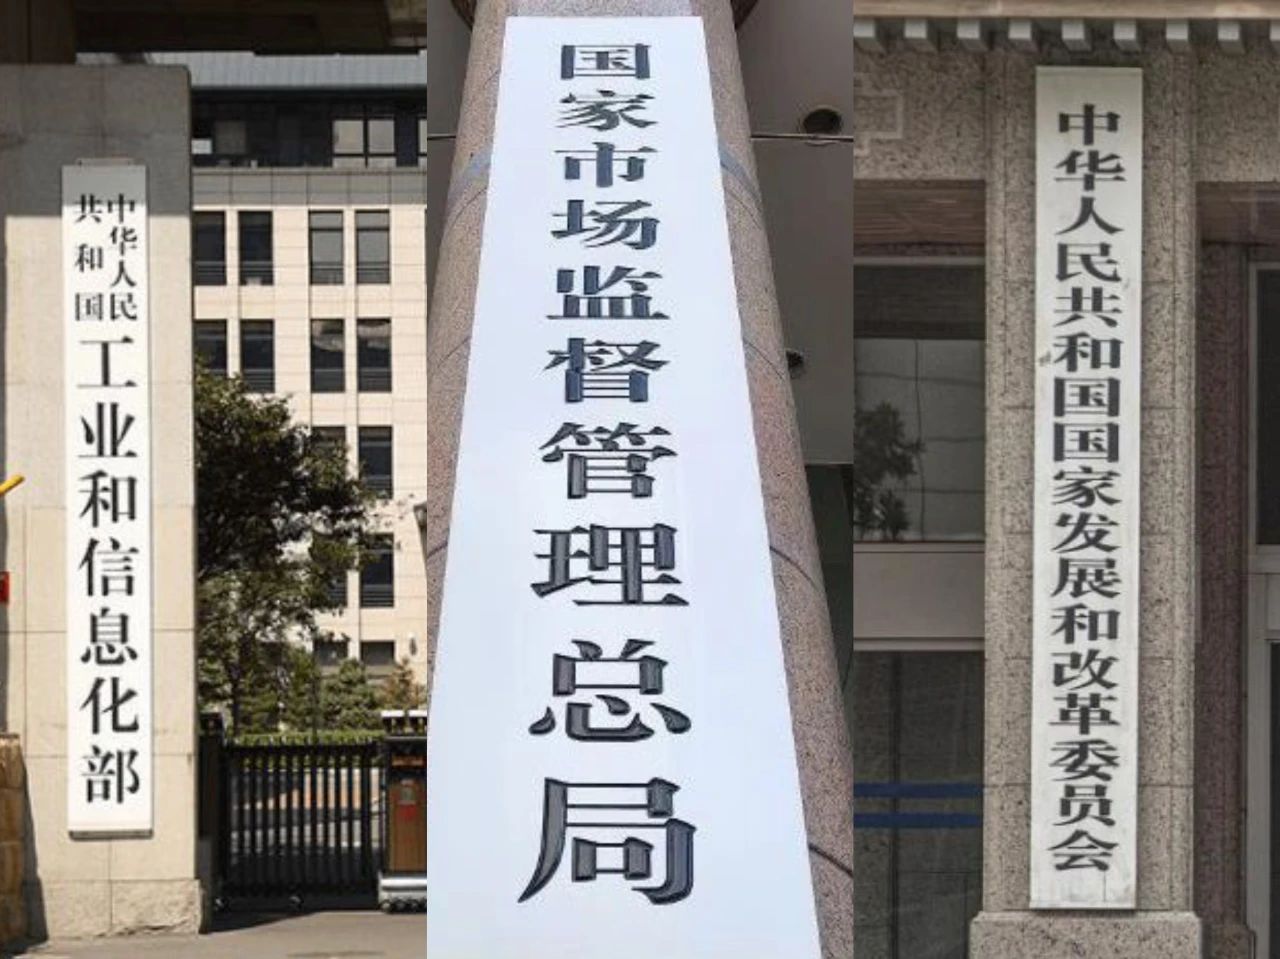 中华人民
共和国
工业和信息化部
国家市场监督管理总局
中华人民共和国国家发展和改革委员会